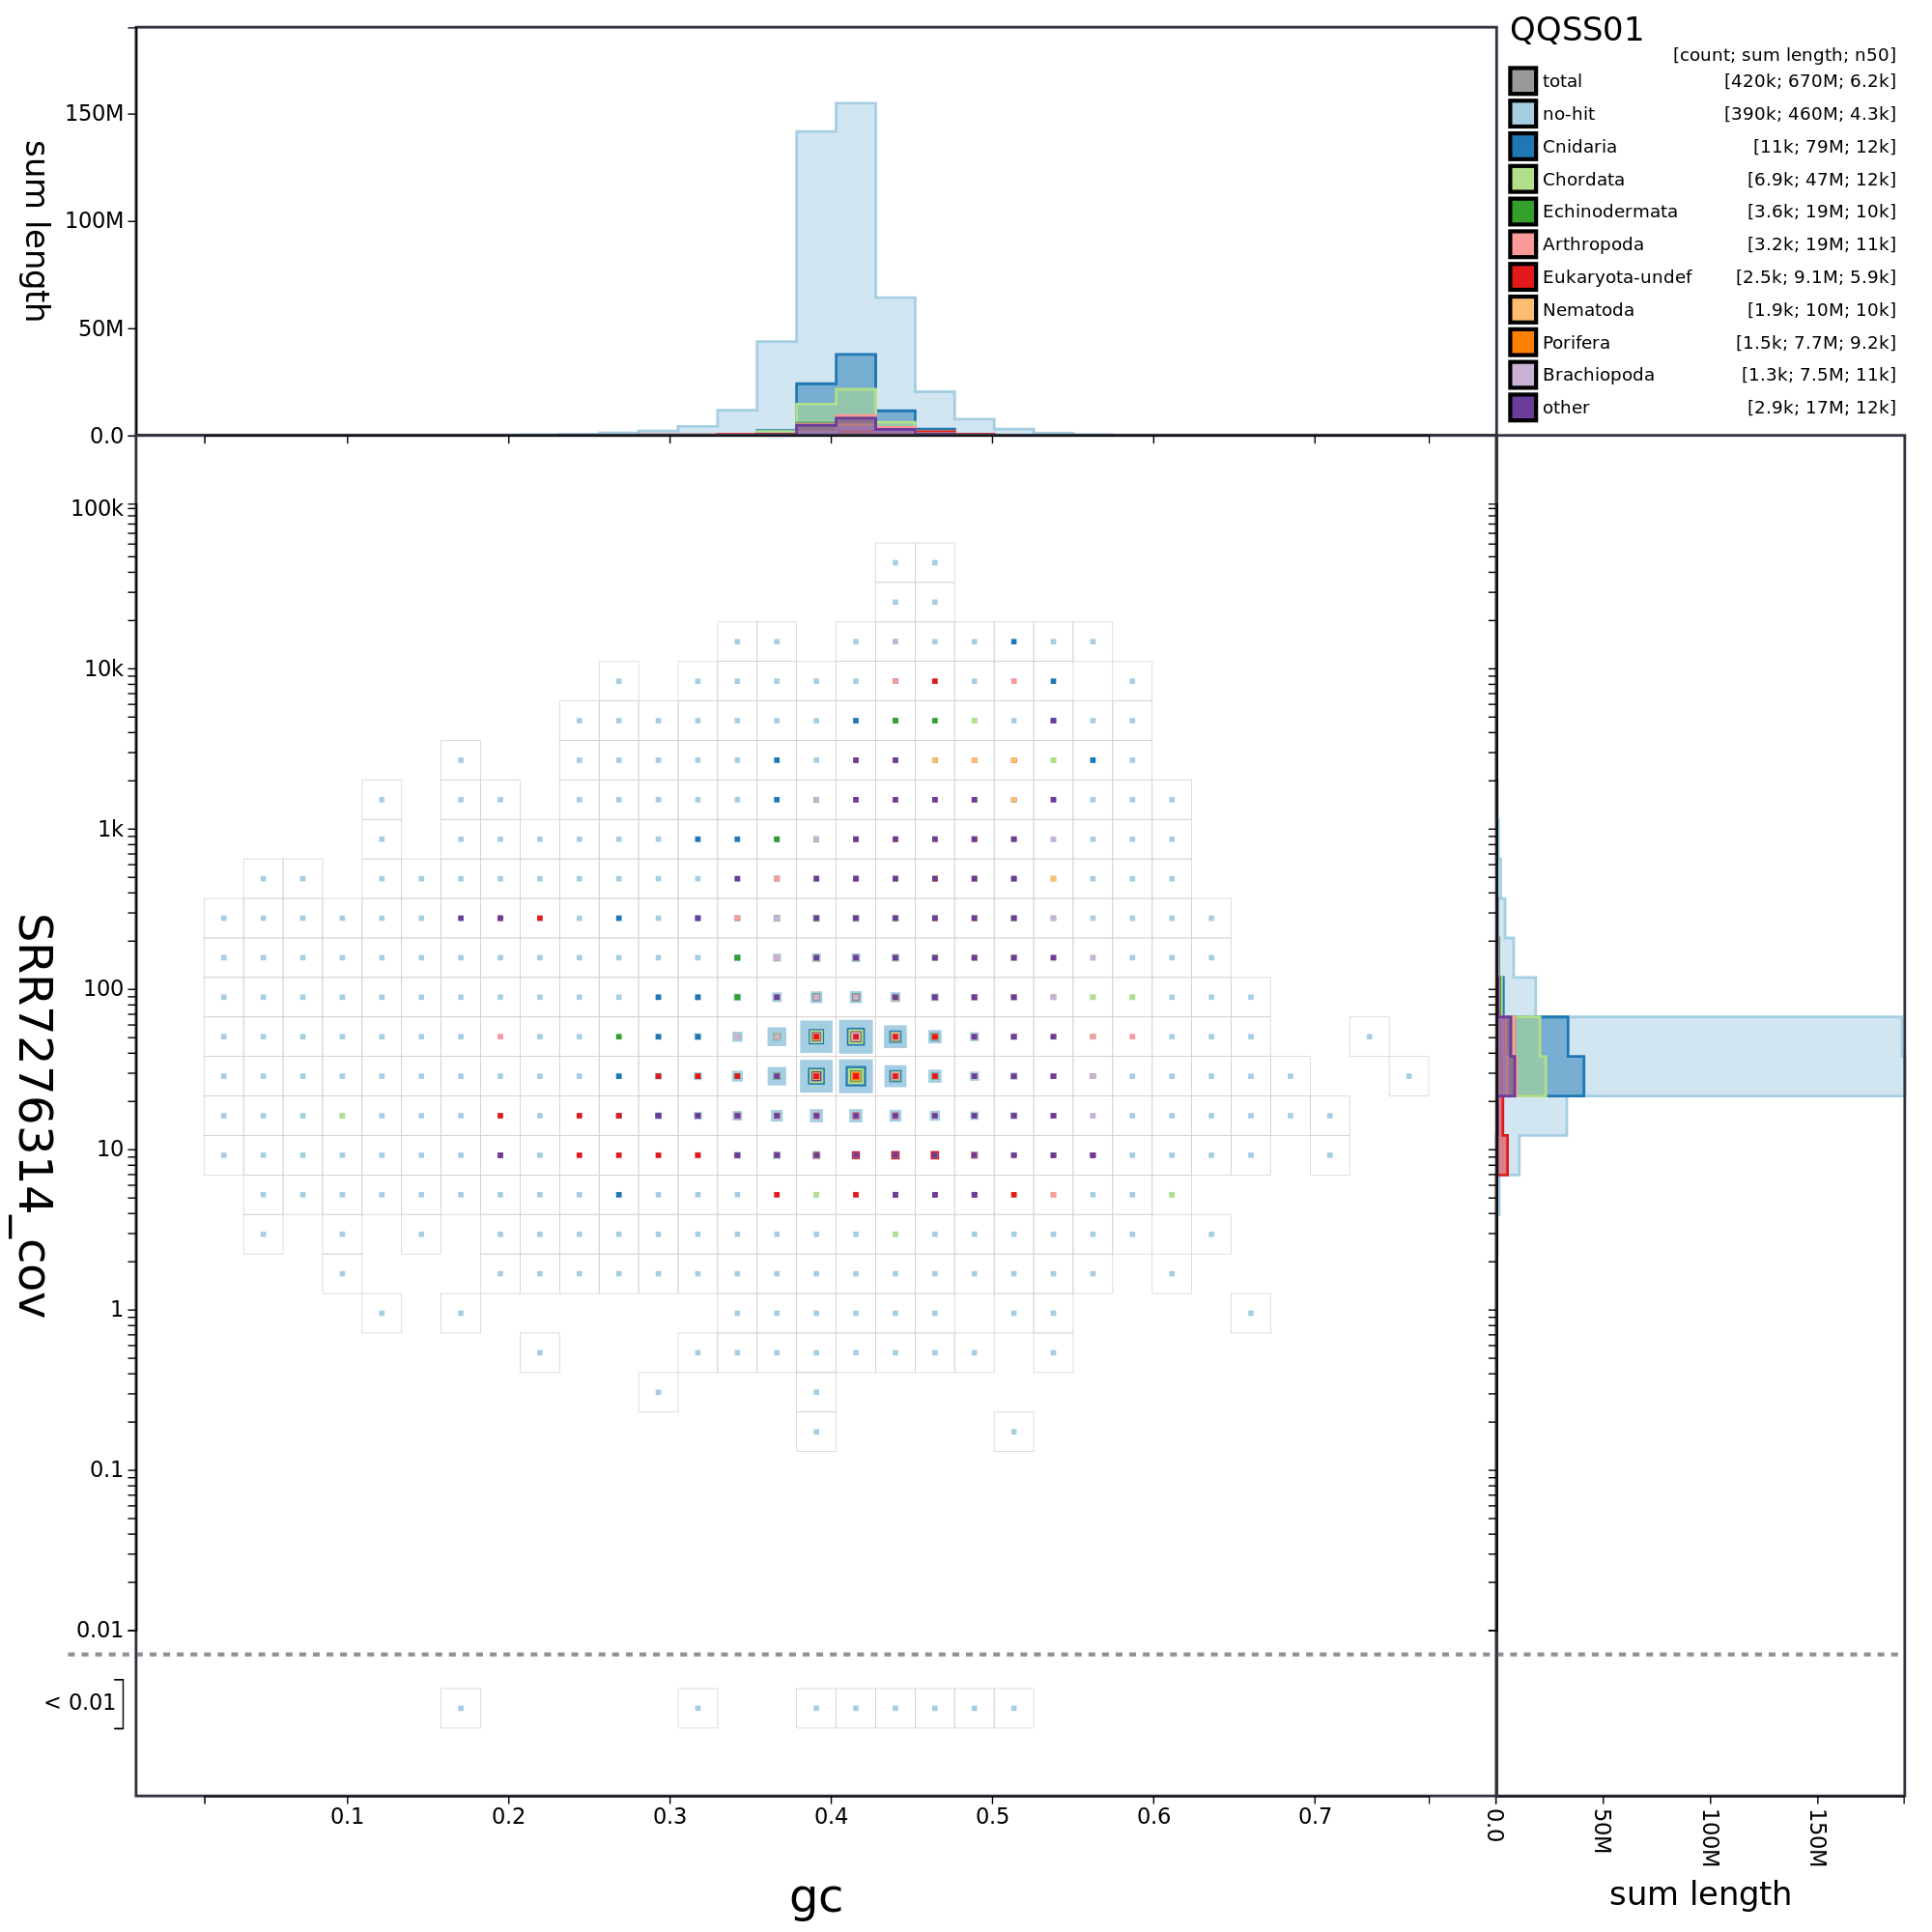 QQSS01
[count; sum length; n50]
total [420k; 670M; 6.2k]
no-hit [390k; 460M; 4.3k]
Cnidaria [11k; 79M; 12k]
Chordata [6.9k; 47M; 12k]
Echinodermata [3.6k; 19M; 10k]
Arthropoda [3.2k; 19M; 11k]
Eukaryota-undef [2.5k; 9.1M; 5.9k]
Nematoda [1.9k; 10M; 10k]
Porifera [1.5k; 7.7M; 9.2k]
Brachiopoda [1.3k; 7.5M; 11k]
other [2.9k; 17M; 12k]
sum length
150M
100M
50M
0.0
SRR7276314_cov
100k
10k
1k
100
10
1
0.1
0.01
< 0.01
0.1 0.2 0.3 0.4 0.5 0.6 0.7
gc
0.0 50M 100M 150M
sum length